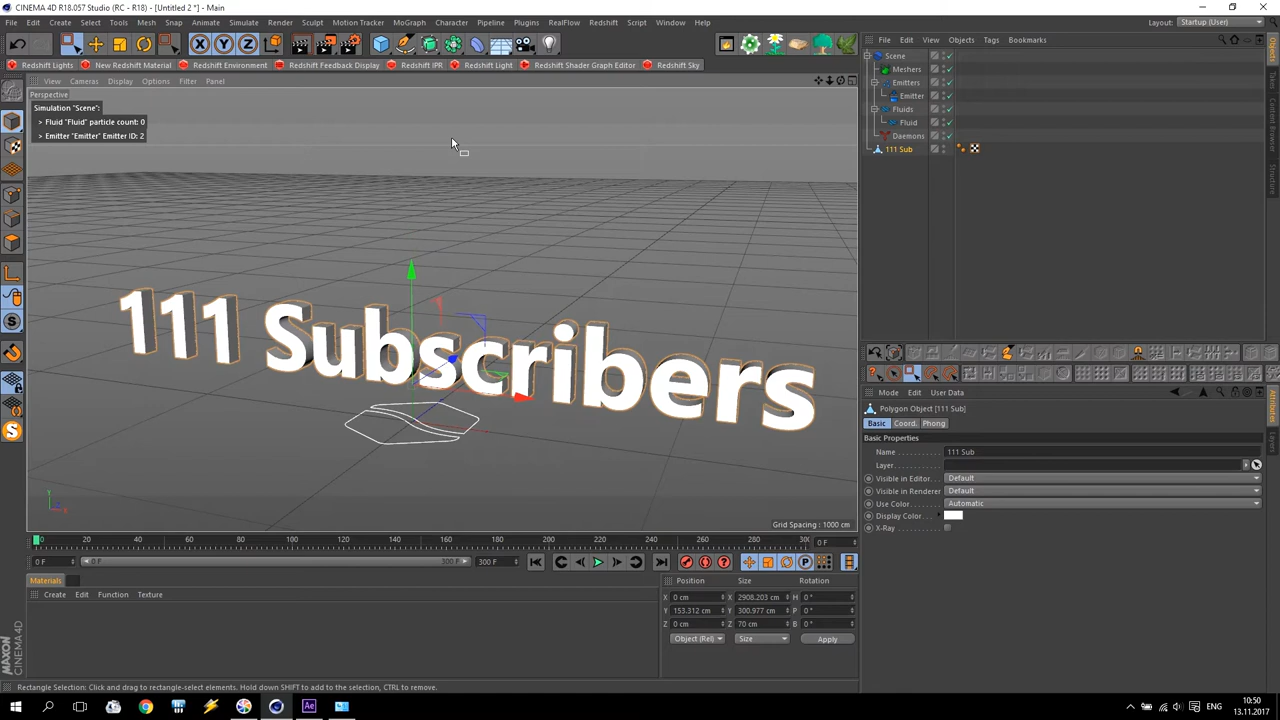 CINEMA 4D R18.057 Studio (RC - R18) - [Untitled 2 *] - Main
File Edit Create Select Tools Mesh Snap Animate Simulate Render Sculpt Motion Tracker MoGraph Character Pipeline Plugins RealFlow Redshift Script Window Help
Layout: Startup (User)
Redshift Lights New Redshift Material Redshift Environment Redshift Feedback Display Redshift IPR Redshift Light Redshift Shader Graph Editor Redshift Sky
View Cameras Display Options Filter Panel
Perspective
Simulation "Scene":
> Fluid "Fluid" particle count: 0
> Emitter "Emitter" Emitter ID: 2
111 Subscribers
Y
X
Grid Spacing : 1000 cm
0 20 40 60 80 100 120 140 160 180 200 220 240 260 280 30
0 F
0 F 0 F 300 F 300 F
Materials
Create Edit Function Texture
Position Size Rotation
X 0 cm X 2908.203 cm H 0 °
Y 153.312 cm Y 300.977 cm P 0 °
Z 0 cm Z 70 cm B 0 °
Object (Rel) Size Apply
MAXON
CINEMA 4D
Rectangle Selection: Click and drag to rectangle-select elements. Hold down SHIFT to add to the selection, CTRL to remove.
File Edit View Objects Tags Bookmarks
Scene
Meshers
Emitters
Emitter
Fluids
Fluid
Daemons
111 Sub
Objects
Takes
Content Browser
Structure
Mode Edit User Data
Polygon Object [111 Sub]
Basic Coord. Phong
Basic Properties
Name 111 Sub
Layer
Visible in Editor Default
Visible in Renderer Default
Use Color Automatic
Display Color
X-Ray
Attributes
Layers
ENG
10:50
13.11.2017